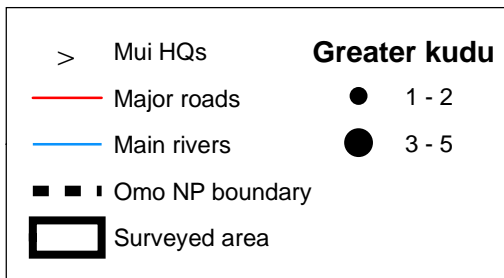 > Mui HQs
Greater kudu
Major roads
1 - 2
Main rivers
3 - 5
Omo NP boundary
Surveyed area